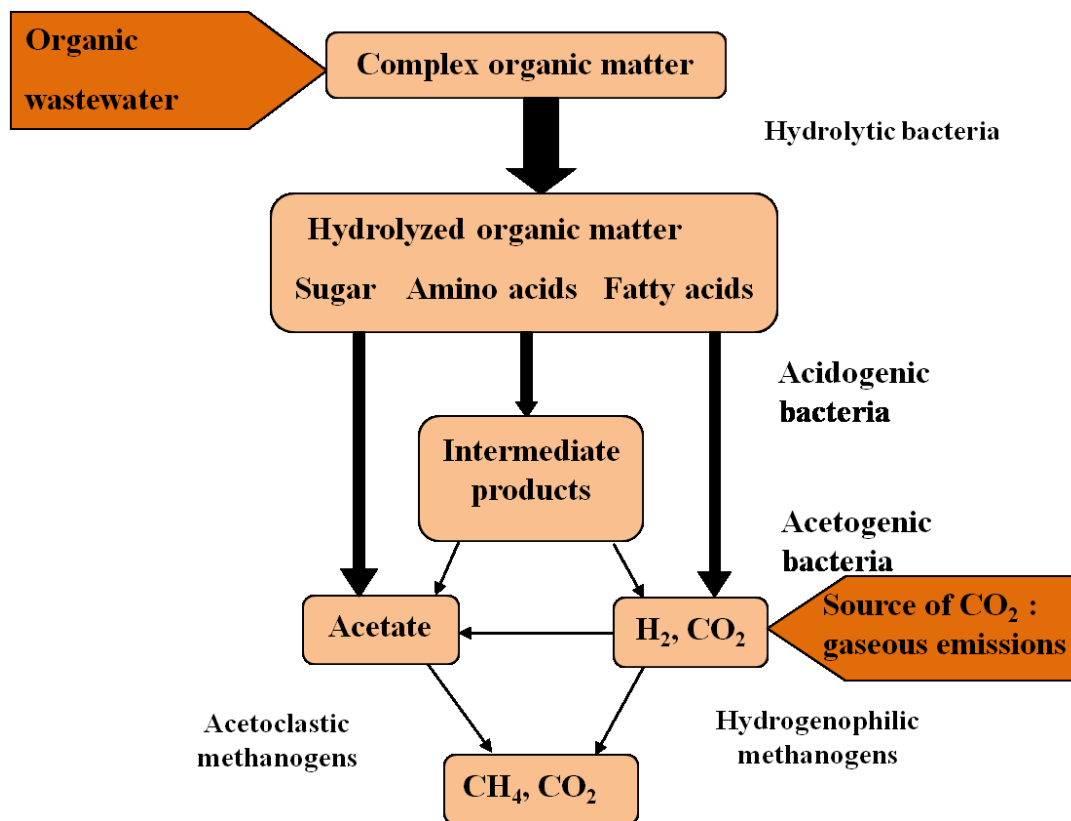 Organic
wastewater
Complex organic matter
Hydrolytic bacteria
Hydrolyzed organic matter
Sugar Amino acids Fatty acids
Acidogenic
bacteria
Intermediate
products
Acetogenic
bacteria
Acetate
H₂, CO₂
Source of CO₂ :
gaseous emissions
Acetoclastic
methanogens
Hydrogenophilic
methanogens
CH₄, CO₂